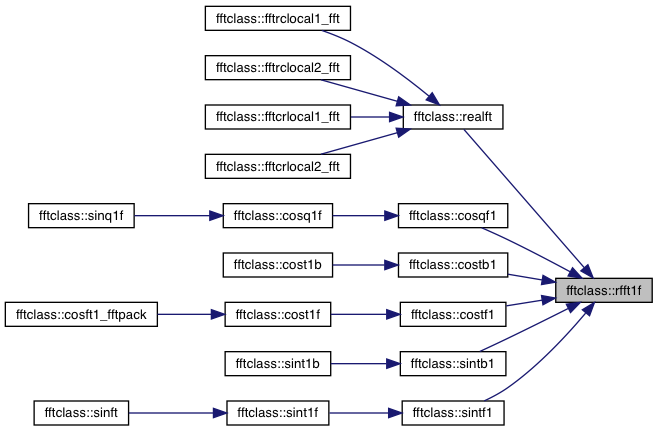 fftclass::fftrclocal1_fft
fftclass::fftrclocal2_fft
fftclass::fftcrlocal1_fft
fftclass::fftcrlocal2_fft
fftclass::realft
fftclass::sinq1f
fftclass::cosq1f
fftclass::cosqf1
fftclass::cost1b
fftclass::costb1
fftclass::rfft1f
fftclass::cosft1_fftpack
fftclass::cost1f
fftclass::costf1
fftclass::sint1b
fftclass::sintb1
fftclass::sinft
fftclass::sint1f
fftclass::sintf1